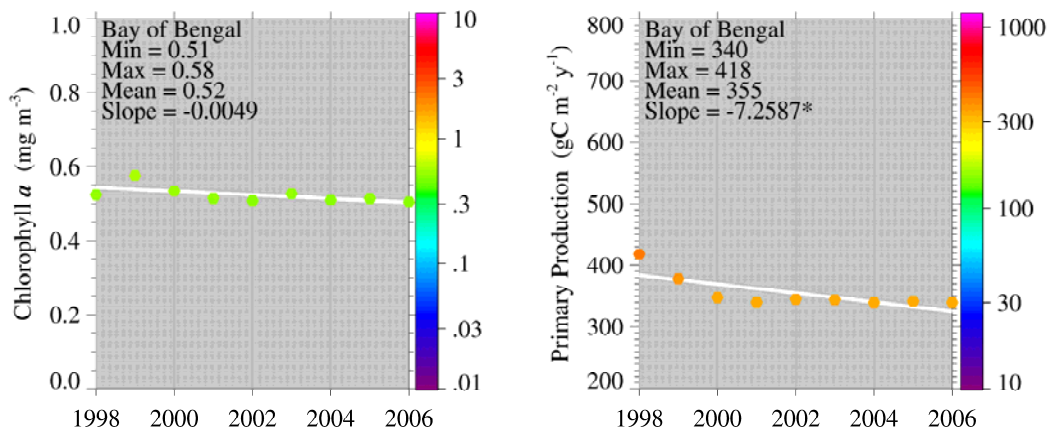 Chlorophyll a (mg m-3)
1.0
0.8
0.6
0.4
0.2
0.0
Bay of Bengal
Min = 0.51
Max = 0.58
Mean = 0.52
Slope = -0.0049
1998 2000 2002 2004 2006
10
3
1
.3
.1
.03
.01
Primary Production (gC m-2 y-1)
800
700
600
500
400
300
200
Bay of Bengal
Min = 340
Max = 418
Mean = 355
Slope = -7.2587*
1998 2000 2002 2004 2006
1000
300
100
30
10